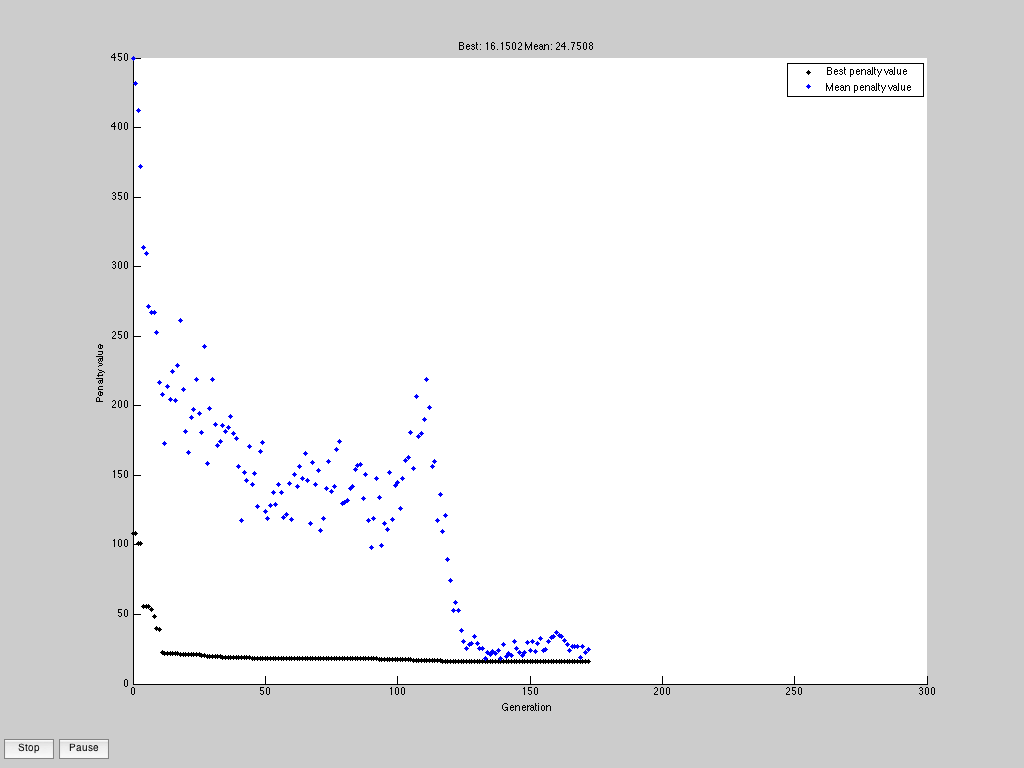 Best: 16.1502 Mean: 24.7508
Best penalty value
Mean penalty value
450
400
350
300
250
200
150
100
50
0
Penalty value
0 50 100 150 200 250 300
Generation
Stop Pause